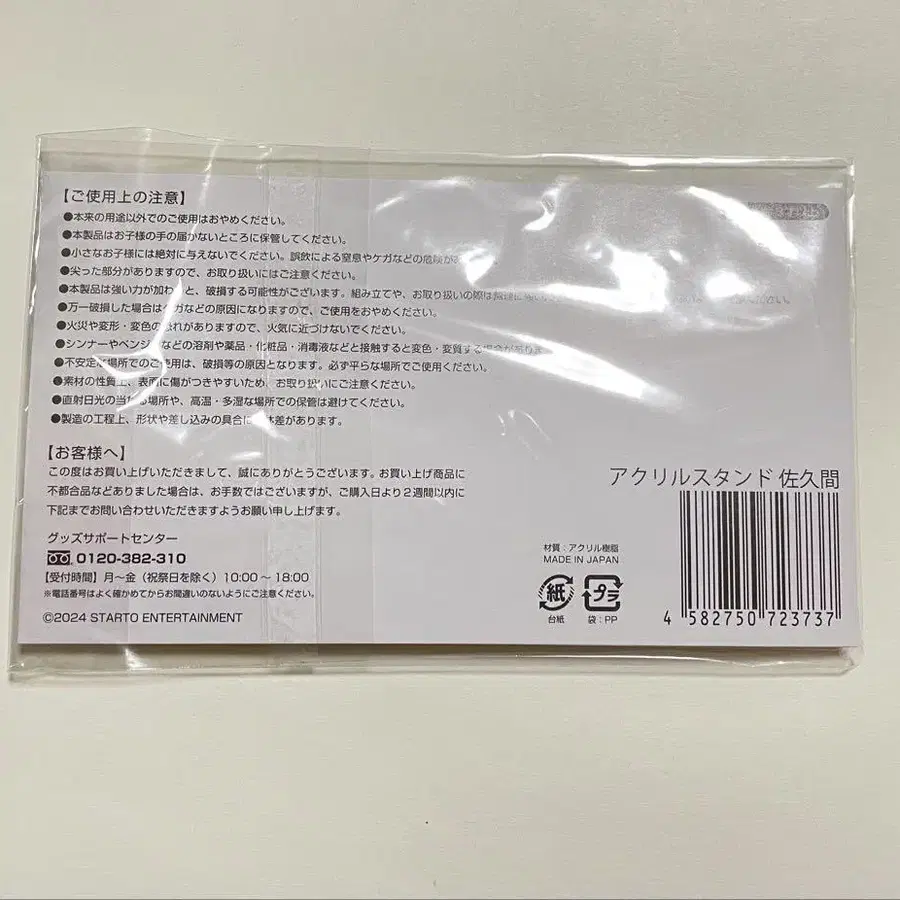 【ご使用上の注意】
●本来の用途以外でのご使用はおやめください。
●本製品はお子様の手の届かないところに保管してください。
●小さなお子様には絶対に与えないでください。誤飲による窒息やケガなどの危険が
●尖った部分がありますので、お取り扱いにはご注意ください。
●本製品は強い力が加わると、破損する可能性がございます。組み立てや、お取り扱いの際は
●万一破損した場合はケガなどの原因になりますので、ご使用をおやめください。
●火災や変形・変色の恐れがありますので、火気に近づけないでください。
●シンナーやベンジンなどの溶剤や薬品・化粧品・消毒液などと接触すると変色・変質する場合があります
●不安定な場所でのご使用は、破損等の原因となります。必ず平らな場所でご使用ください。
●素材の性質上、表面に傷がつきやすいため、お取り扱いにご注意ください。
●直射日光の当たる場所や、高温・多湿な場所での保管は避けてください。
●製造の工程上、形状や差し込みの具合に個体差があります。
【お客様へ】
この度はお買い上げいただきまして、誠にありがとうございます。お買い上げ商品に
不都合品などありました場合は、お手数ではございますが、ご購入日より2週間以内に
下記までお問い合わせいただきますようお願い申し上げます。
グッズサポートセンター
0120-382-310
【受付時間】月～金（祝祭日を除く）10:00～18:00
※電話番号はよく確かめてからお間違いのないようにご注意ください。
©2024 STARTO ENTERTAINMENT
アクリルスタンド 佐久間
材質：アクリル樹脂
MADE IN JAPAN
紙
プラ
台紙
袋：PP
4 582750 723737